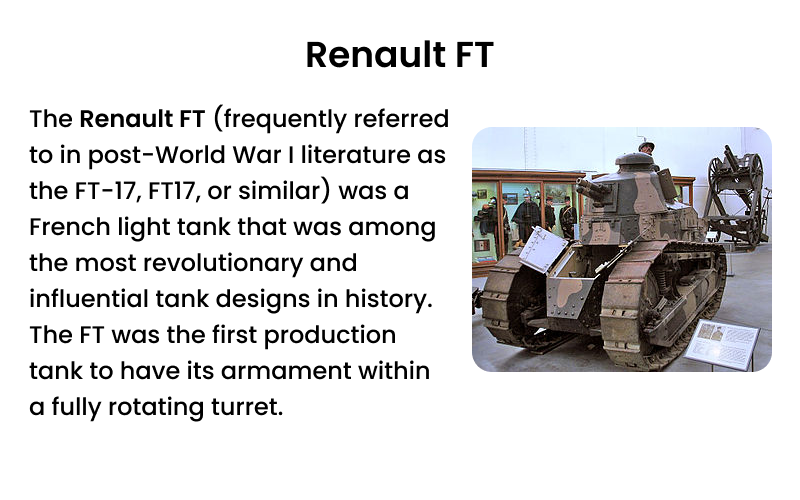 Renault FT
The Renault FT (frequently referred
to in post-World War I literature as
the FT-17, FT17, or similar) was a
French light tank that was among
the most revolutionary and
influential tank designs in history.
The FT was the first production
tank to have its armament within
a fully rotating turret.